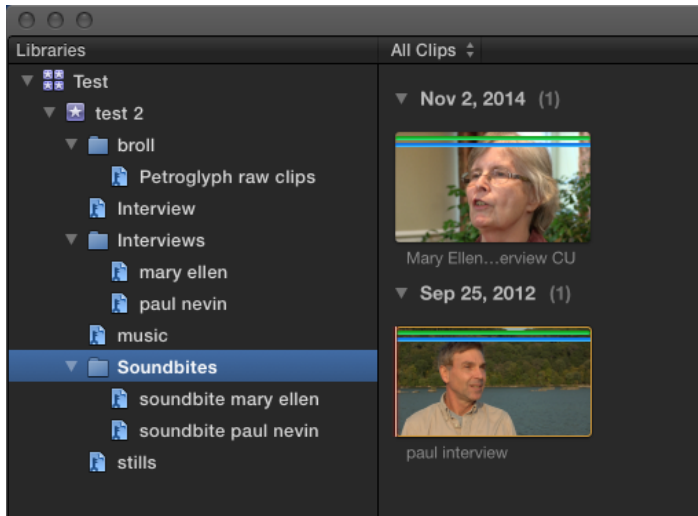 Libraries
All Clips
Test
test 2
broll
Petroglyph raw clips
Interview
Interviews
mary ellen
paul nevin
music
Soundbites
soundbite mary ellen
soundbite paul nevin
stills
Nov 2, 2014 (1)
Mary Ellen...erview CU
Sep 25, 2012 (1)
paul interview